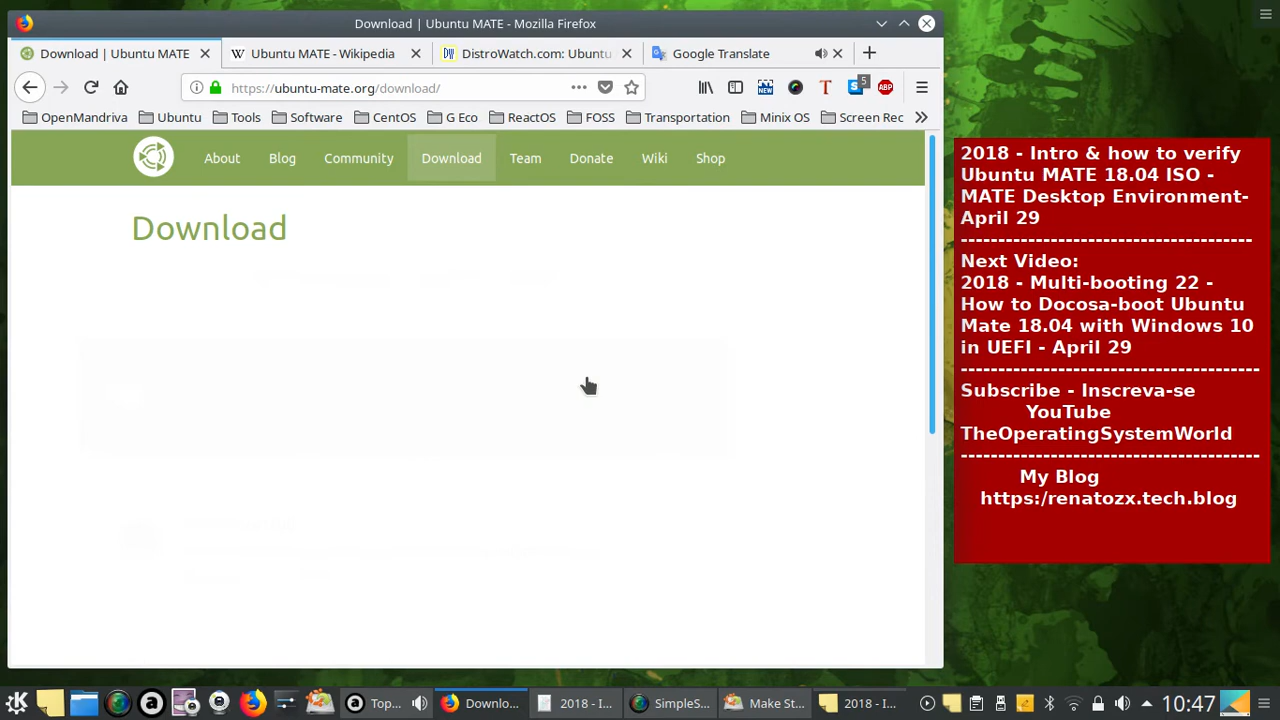 Download | Ubuntu MATE - Mozilla Firefox
Download | Ubuntu MATE
Ubuntu MATE - Wikipedia
DistroWatch.com: Ubuntu
Google Translate
https://ubuntu-mate.org/download/
5
ABP
OpenMandriva
Ubuntu
Tools
Software
CentOS
G Eco
ReactOS
FOSS
Transportation
Minix OS
Screen Rec
About
Blog
Community
Download
Team
Donate
Wiki
Shop
Download
2018 - Intro & how to verify
Ubuntu MATE 18.04 ISO -
MATE Desktop Environment-
April 29
---------------------------------------
Next Video:
2018 - Multi-booting 22 -
How to Docosa-boot Ubuntu
Mate 18.04 with Windows 10
in UEFI - April 29
----------------------------------------
Subscribe - Inscreva-se
YouTube
TheOperatingSystemWorld
----------------------------------------
My Blog
https:/renatozx.tech.blog
Top...
Downlo...
2018 - I...
SimpleS...
Make St...
2018 - I...
10:47